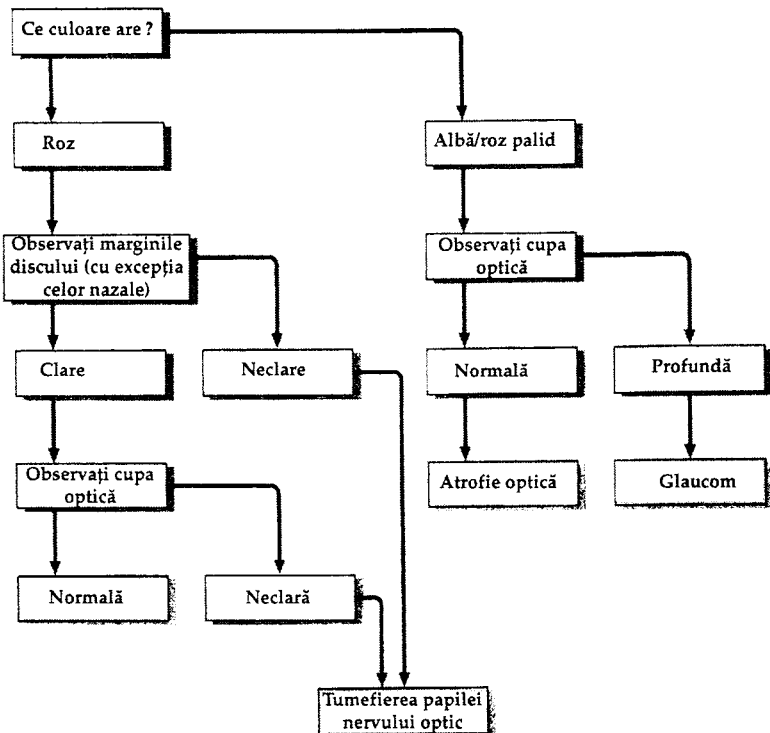 Ce culoare are ?
Roz
Albă/roz palid
Observați marginile
discului (cu excepția
celor nazale)
Observați cupa
optică
Clare
Neclare
Normală
Profundă
Observați cupa
optică
Atrofie optică
Glaucom
Normală
Neclară
Tumefierea papilei
nervului optic